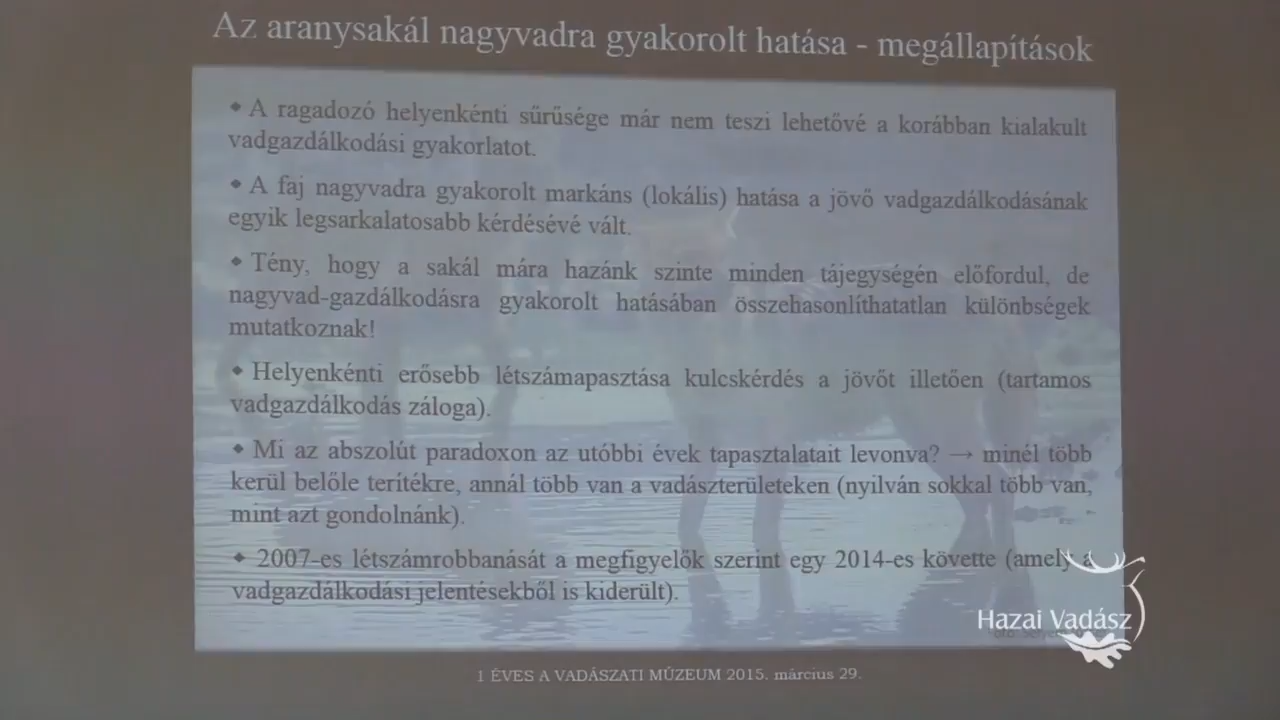 Az aranysakál nagyvadra gyakorolt hatása - megállapítások
◆ A ragadozó helyenkénti sűrűsége már nem teszi lehetővé a korábban kialakult
vadgazdálkodási gyakorlatot.
◆ A faj nagyvadra gyakorolt markáns (lokális) hatása a jövő vadgazdálkodásának
egyik legsarkalatosabb kérdésévé vált.
◆ Tény, hogy a sakál mára hazánk szinte minden tájegységén előfordul, de
nagyvad-gazdálkodásra gyakorolt hatásában összehasonlíthatatlan különbségek
mutatkoznak!
◆ Helyenkénti erősebb létszámapasztása kulcskérdés a jövőt illetően (tartamos
vadgazdálkodás záloga).
◆ Mi az abszolút paradoxon az utóbbi évek tapasztalatait levonva? → minél több
kerül belőle terítékre, annál több van a vadászterületeken (nyilván sokkal több van,
mint azt gondolnánk).
◆ 2007-es létszámrobbanását a megfigyelők szerint egy 2014-es követte (amely a
vadgazdálkodási jelentésekből is kiderült).
Hazai Vadász
1 ÉVES A VADÁSZATI MÚZEUM 2015. március 29.